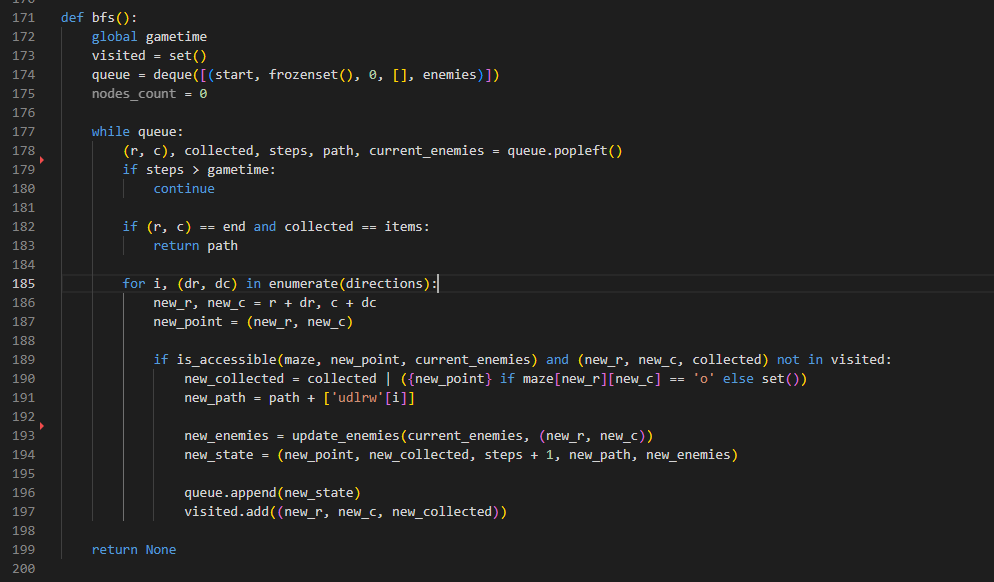 171 def bfs():
172     global gametime
173     visited = set()
174     queue = deque([(start, frozenset(), 0, [], enemies)])
175     nodes_count = 0
176
177     while queue:
178         (r, c), collected, steps, path, current_enemies = queue.popleft()
179         if steps > gametime:
180             continue
181
182         if (r, c) == end and collected == items:
183             return path
184
185         for i, (dr, dc) in enumerate(directions):
186             new_r, new_c = r + dr, c + dc
187             new_point = (new_r, new_c)
188
189             if is_accessible(maze, new_point, current_enemies) and (new_r, new_c, collected) not in visited:
190                 new_collected = collected | ({new_point} if maze[new_r][new_c] == 'o' else set())
191                 new_path = path + ['udlrw'[i]]
192
193                 new_enemies = update_enemies(current_enemies, (new_r, new_c))
194                 new_state = (new_point, new_collected, steps + 1, new_path, new_enemies)
195
196                 queue.append(new_state)
197                 visited.add((new_r, new_c, new_collected))
198
199     return None
200